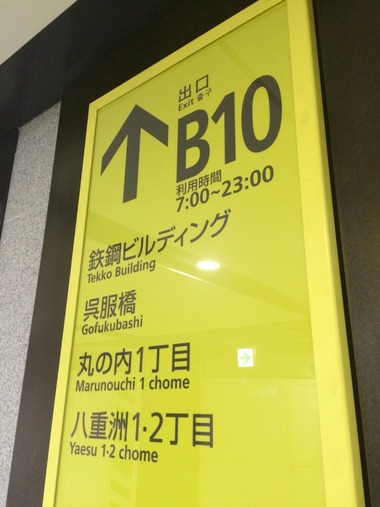 出口
Exit 출구
B10
利用時間
7:00~23:00
鉃鋼ビルディング
Tekko Building
呉服橋
Gofukubashi
丸の内1丁目
Marunouchi 1 chome
八重洲1·2丁目
Yaesu 1·2 chome